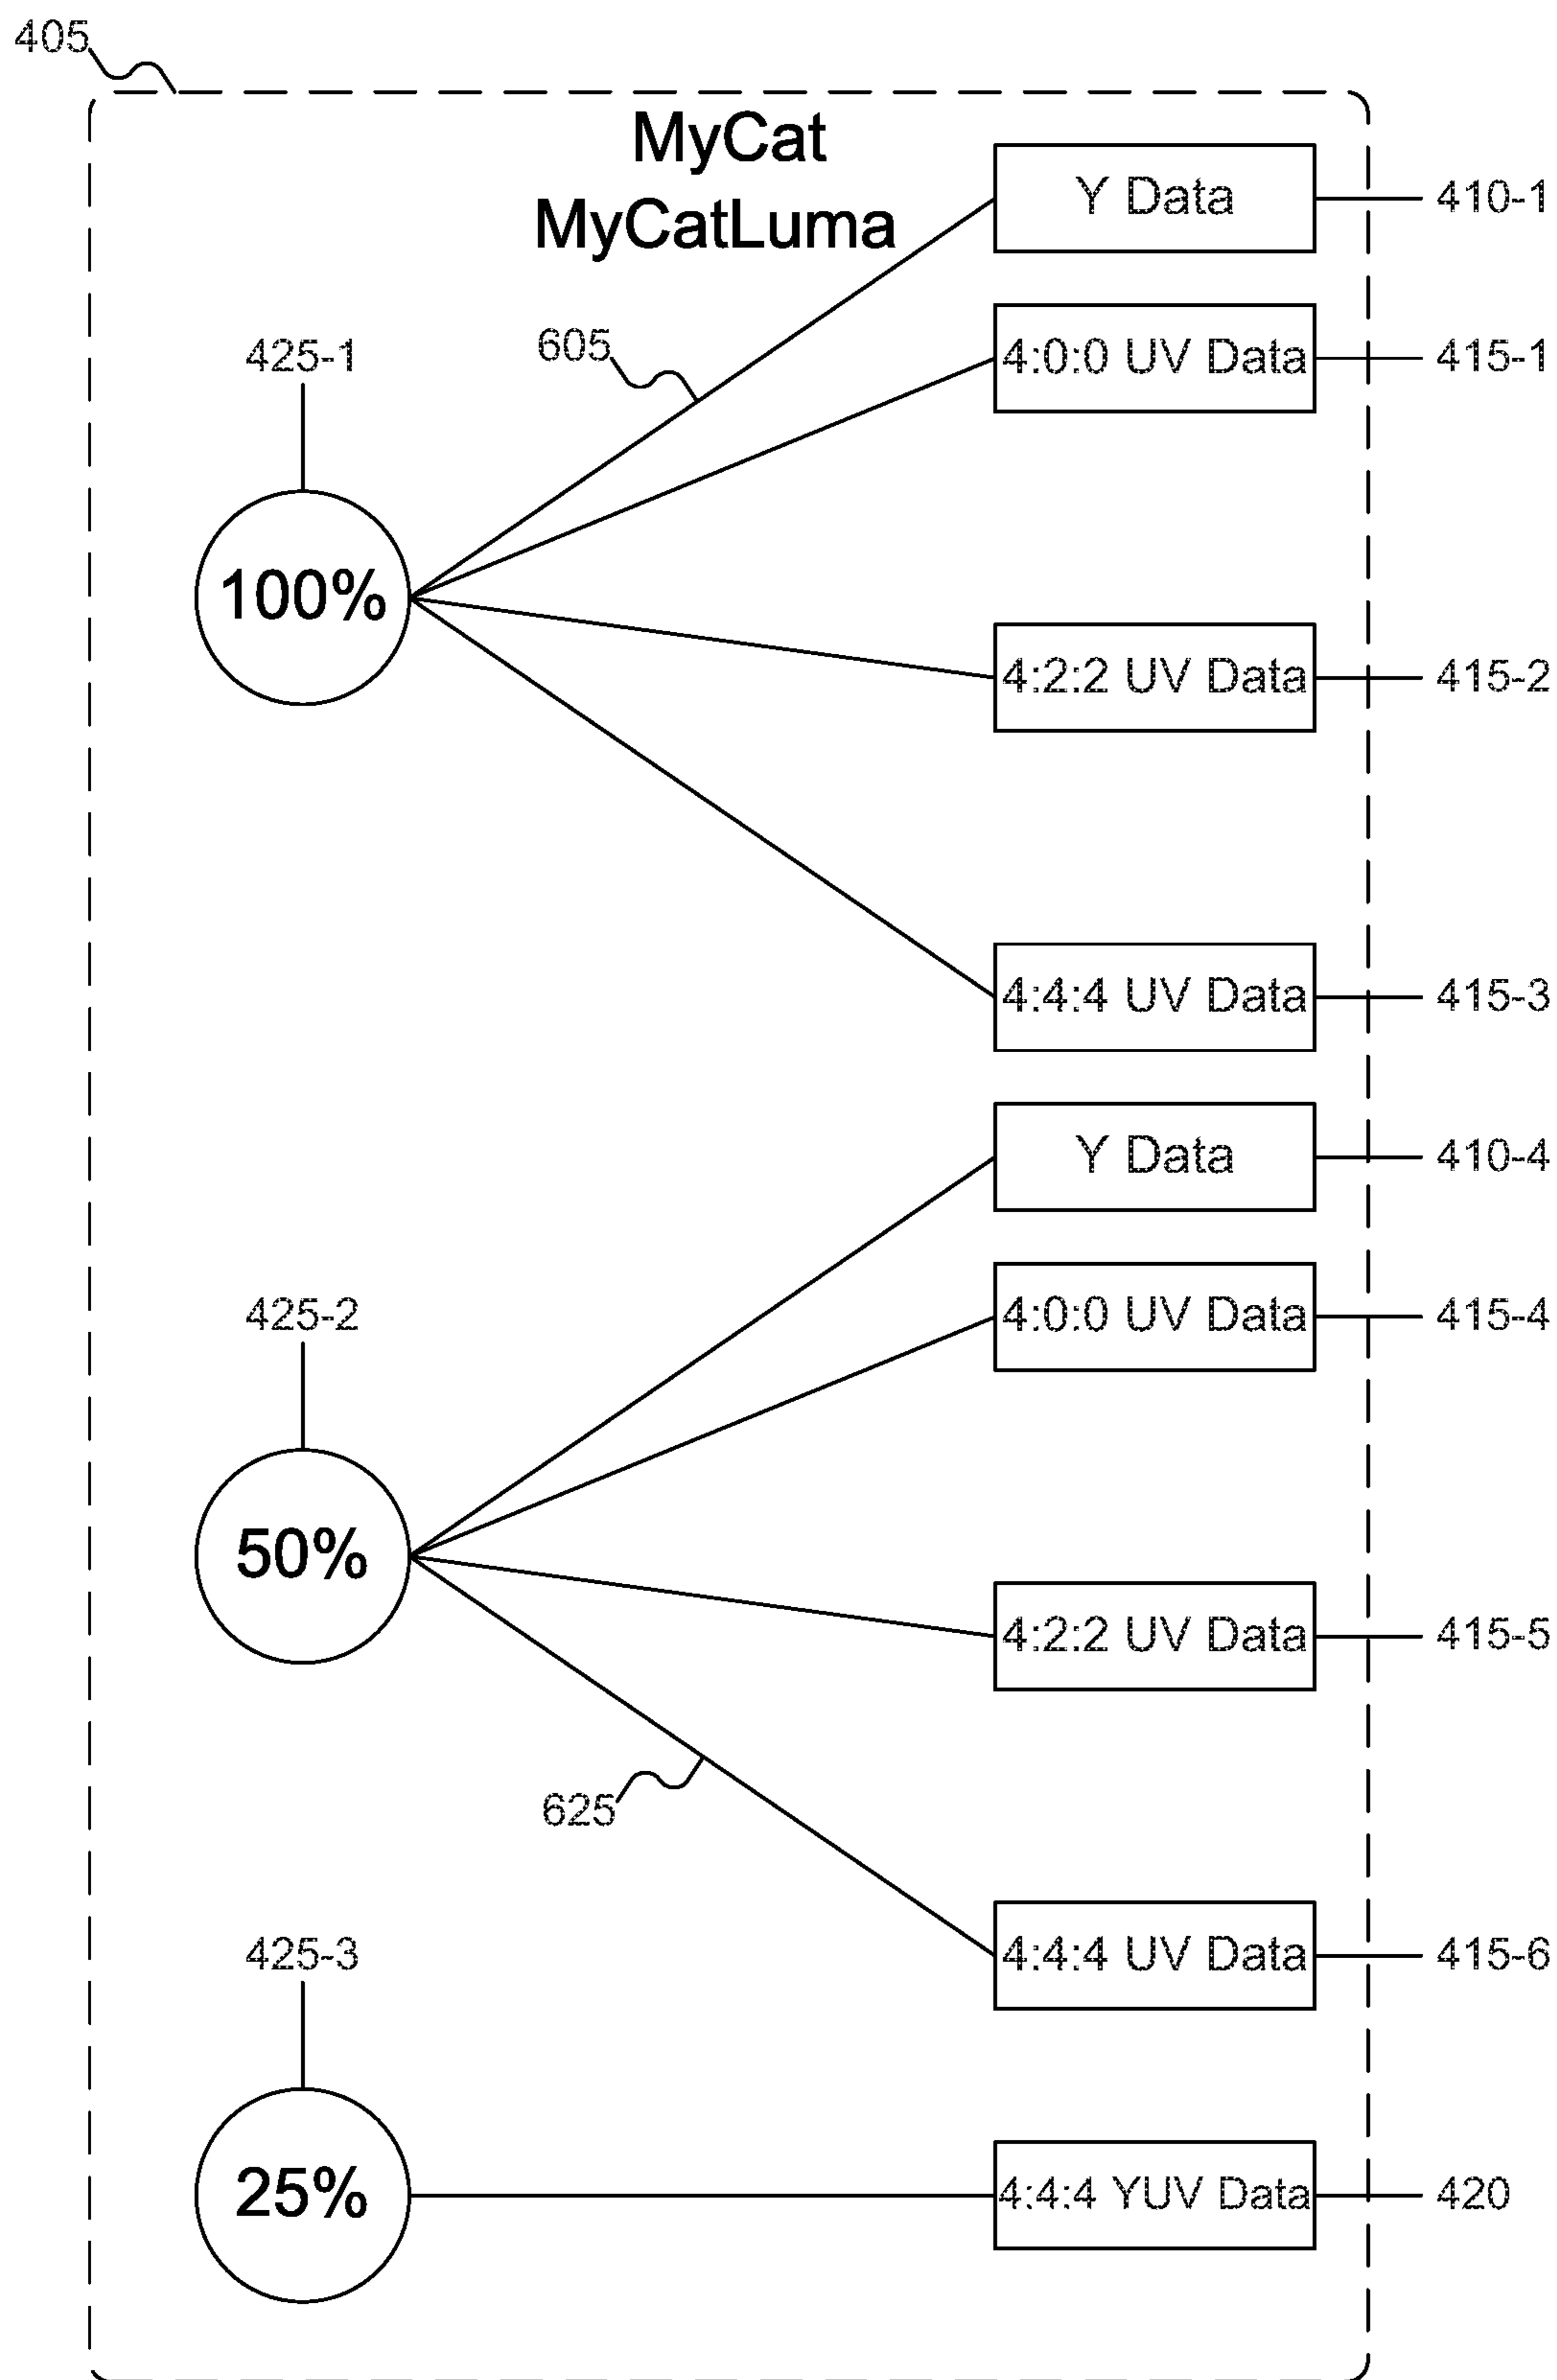 405
MyCat
MyCatLuma
Y Data
410-1
605
425-1
4:0:0 UV Data
415-1
100%
4:2:2 UV Data
415-2
4:4:4 UV Data
415-3
Y Data
410-4
425-2
4:0:0 UV Data
415-4
50%
4:2:2 UV Data
415-5
625
4:4:4 UV Data
415-6
425-3
25%
4:4:4 YUV Data
420